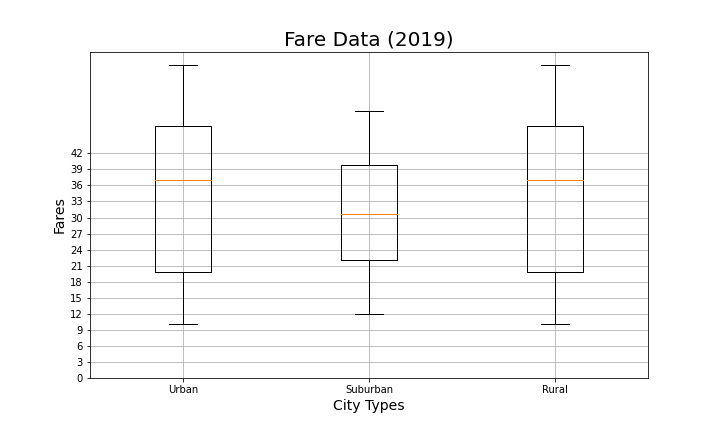 Fare Data (2019)
Fares
42
39
36
33
30
27
24
21
18
15
12
9
6
3
0
Urban
Suburban
Rural
City Types